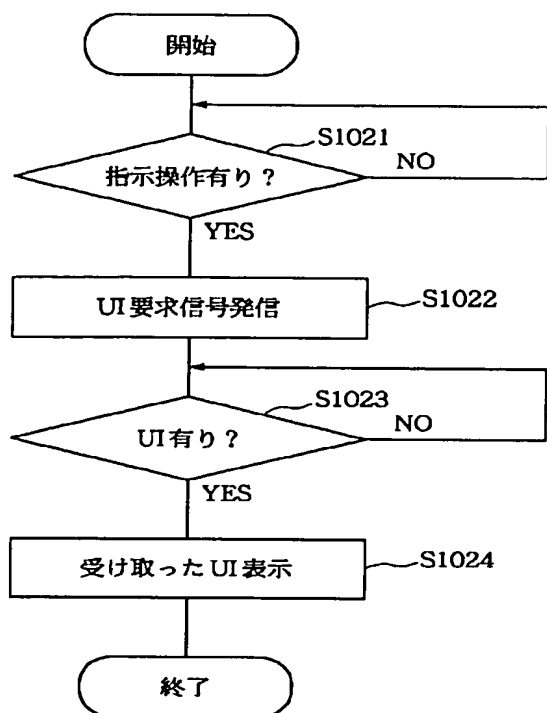 開始
S1021
指示操作有り?
NO
YES
UI要求信号発信
S1022
S1023
UI有り?
NO
YES
受け取ったUI表示
S1024
終了